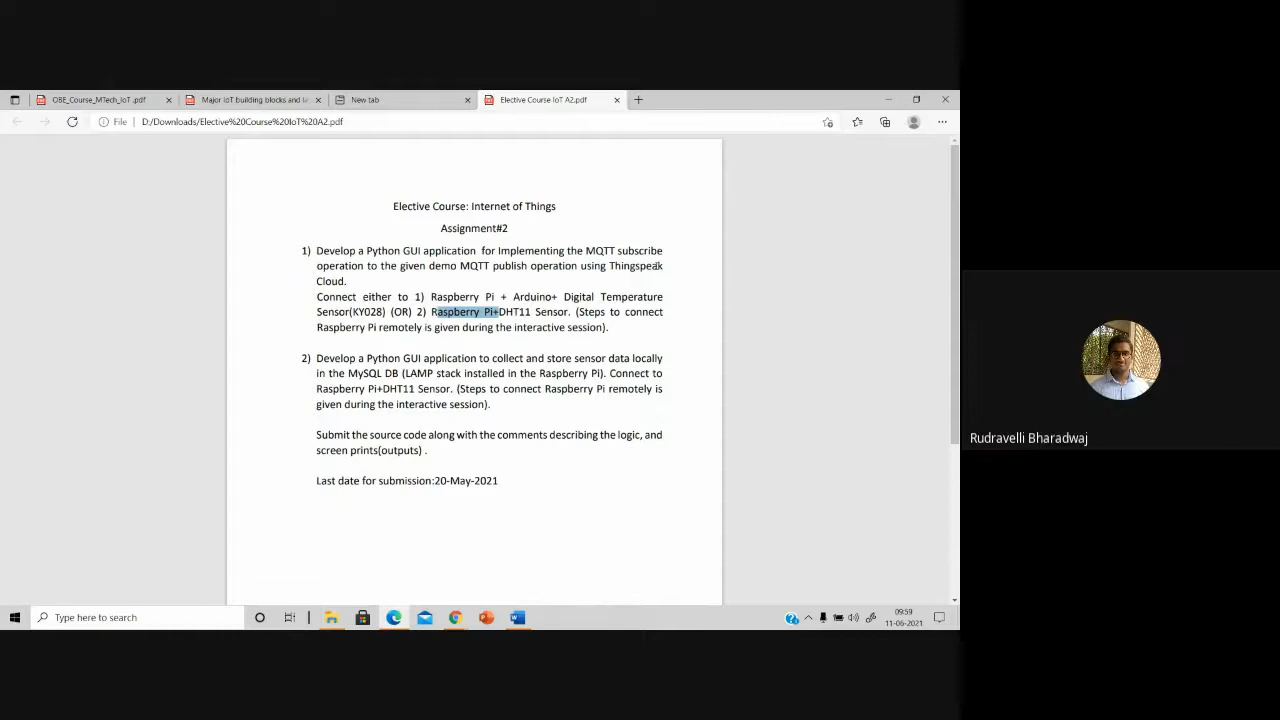 OBE_Course_MTech_IoT .pdf
Major IoT building blocks and la
New tab
Elective Course IoT A2.pdf
File
D:/Downloads/Elective%20Course%20IoT%20A2.pdf
Elective Course: Internet of Things
Assignment#2
1) Develop a Python GUI application for Implementing the MQTT subscribe
operation to the given demo MQTT publish operation using Thingspeak
Cloud.
Connect either to 1) Raspberry Pi + Arduino+ Digital Temperature
Sensor(KY028) (OR) 2) Raspberry Pi+DHT11 Sensor. (Steps to connect
Raspberry Pi remotely is given during the interactive session).
2) Develop a Python GUI application to collect and store sensor data locally
in the MySQL DB (LAMP stack installed in the Raspberry Pi). Connect to
Raspberry Pi+DHT11 Sensor. (Steps to connect Raspberry Pi remotely is
given during the interactive session).
Submit the source code along with the comments describing the logic, and
screen prints(outputs) .
Last date for submission:20-May-2021
Rudravelli Bharadwaj
Type here to search
09:59
11-06-2021